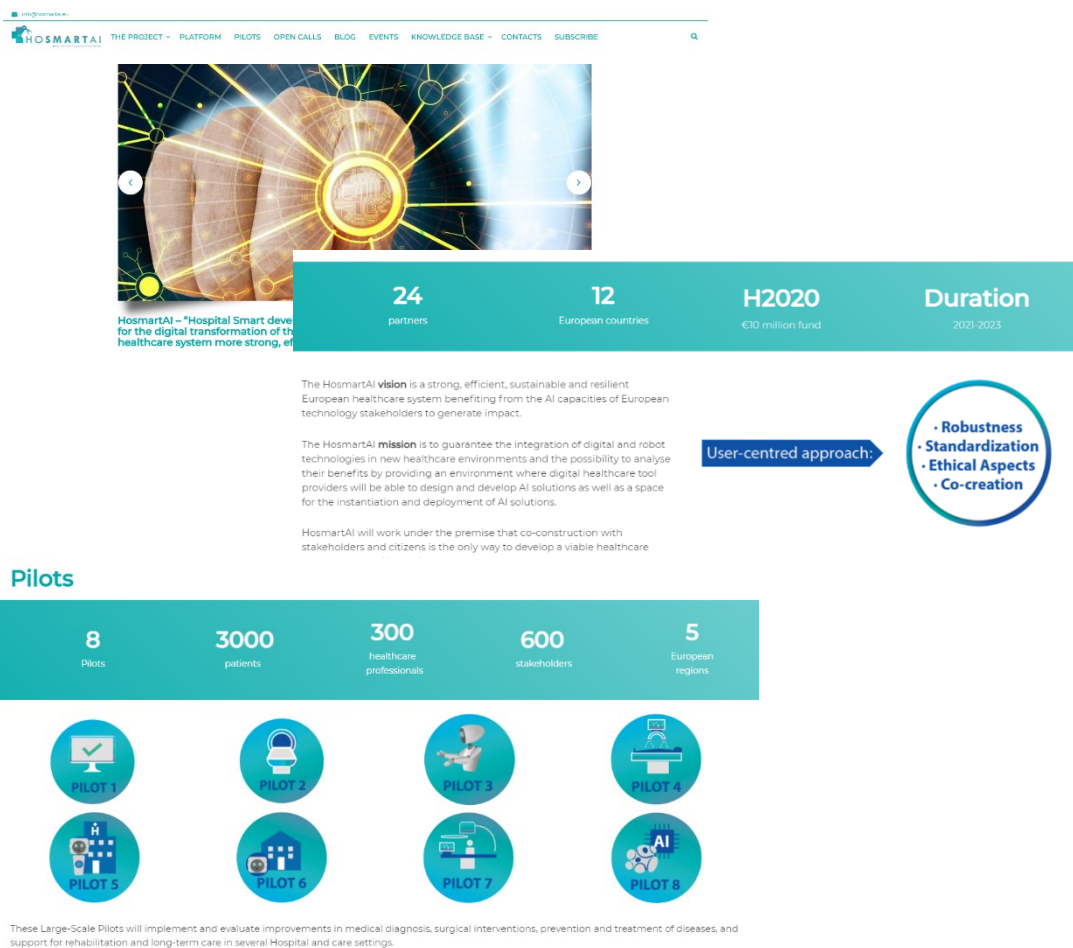 info@hosmartai.eu
HOSMARTAI
THE PROJECT PLATFORM PILOTS OPEN CALLS BLOG EVENTS KNOWLEDGE BASE CONTACTS SUBSCRIBE
HosmartAI – “Hospital Smart deve
for the digital transformation of th
healthcare system more strong, ef
24
partners
12
European countries
H2020
€10 million fund
Duration
2021-2023
The HosmartAI vision is a strong, efficient, sustainable and resilient
European healthcare system benefiting from the AI capacities of European
technology stakeholders to generate impact.
The HosmartAI mission is to guarantee the integration of digital and robot
technologies in new healthcare environments and the possibility to analyse
their benefits by providing an environment where digital healthcare tool
providers will be able to design and develop AI solutions as well as a space
for the instantiation and deployment of AI solutions.
HosmartAI will work under the premise that co-construction with
stakeholders and citizens is the only way to develop a viable healthcare
User-centred approach:
· Robustness
· Standardization
· Ethical Aspects
· Co-creation
Pilots
8
Pilots
3000
patients
300
healthcare
professionals
600
stakeholders
5
European
regions
PILOT 1
PILOT 2
PILOT 3
PILOT 4
H
PILOT 5
PILOT 6
PILOT 7
AI
PILOT 8
These Large-Scale Pilots will implement and evaluate improvements in medical diagnosis, surgical interventions, prevention and treatment of diseases, and
support for rehabilitation and long-term care in several Hospital and care settings.